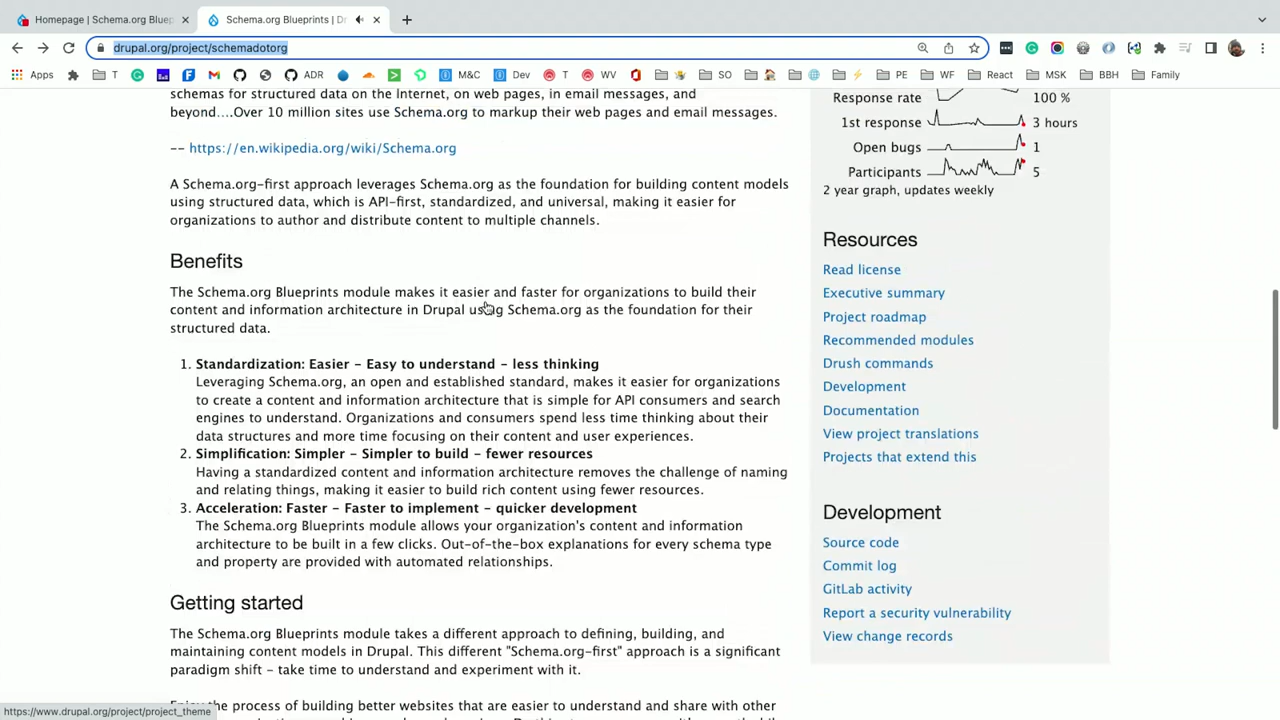 Homepage | Schema.org Bluep
Schema.org Blueprints | Dr
drupal.org/project/schemadotorg
Apps
T
ADR
M&C
Dev
T
WV
SO
PE
WF
React
MSK
BBH
Family
schemas for structured data on the Internet, on web pages, in email messages, and
beyond….Over 10 million sites use Schema.org to markup their web pages and email messages.
-- https://en.wikipedia.org/wiki/Schema.org
A Schema.org-first approach leverages Schema.org as the foundation for building content models
using structured data, which is API-first, standardized, and universal, making it easier for
organizations to author and distribute content to multiple channels.
Benefits
The Schema.org Blueprints module makes it easier and faster for organizations to build their
content and information architecture in Drupal using Schema.org as the foundation for their
structured data.
1. Standardization: Easier - Easy to understand - less thinking
Leveraging Schema.org, an open and established standard, makes it easier for organizations
to create a content and information architecture that is simple for API consumers and search
engines to understand. Organizations and consumers spend less time thinking about their
data structures and more time focusing on their content and user experiences.
2. Simplification: Simpler - Simpler to build - fewer resources
Having a standardized content and information architecture removes the challenge of naming
and relating things, making it easier to build rich content using fewer resources.
3. Acceleration: Faster - Faster to implement - quicker development
The Schema.org Blueprints module allows your organization's content and information
architecture to be built in a few clicks. Out-of-the-box explanations for every schema type
and property are provided with automated relationships.
Getting started
The Schema.org Blueprints module takes a different approach to defining, building, and
maintaining content models in Drupal. This different "Schema.org-first" approach is a significant
paradigm shift - take time to understand and experiment with it.
Enjoy the process of building better websites that are easier to understand and share with other
Response rate 100 %
1st response 3 hours
Open bugs 1
Participants 5
2 year graph, updates weekly
Resources
Read license
Executive summary
Project roadmap
Recommended modules
Drush commands
Development
Documentation
View project translations
Projects that extend this
Development
Source code
Commit log
GitLab activity
Report a security vulnerability
View change records
https://www.drupal.org/project/project_theme